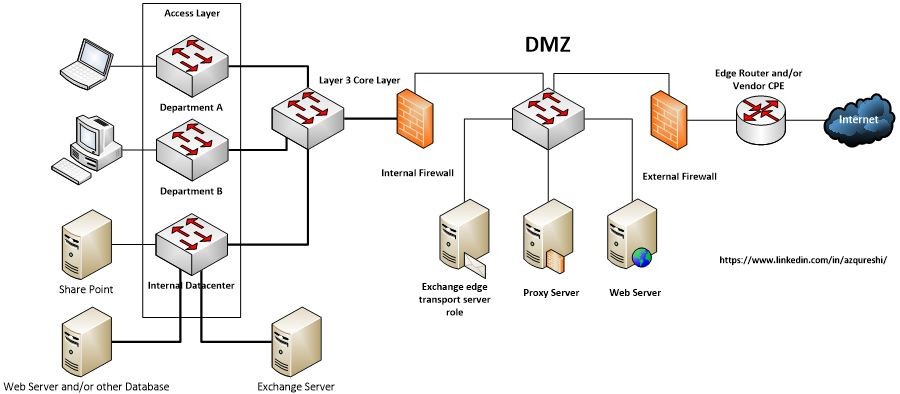 Access Layer
DMZ
Layer 3 Core Layer
Edge Router and/or
Vendor CPE
Internet
Department A
Internal Firewall
External Firewall
Department B
Share Point
Internal Datacenter
Exchange edge
transport server
role
Proxy Server
Web Server
https://www.linkedin.com/in/azqureshi/
Web Server and/or other Database
Exchange Server